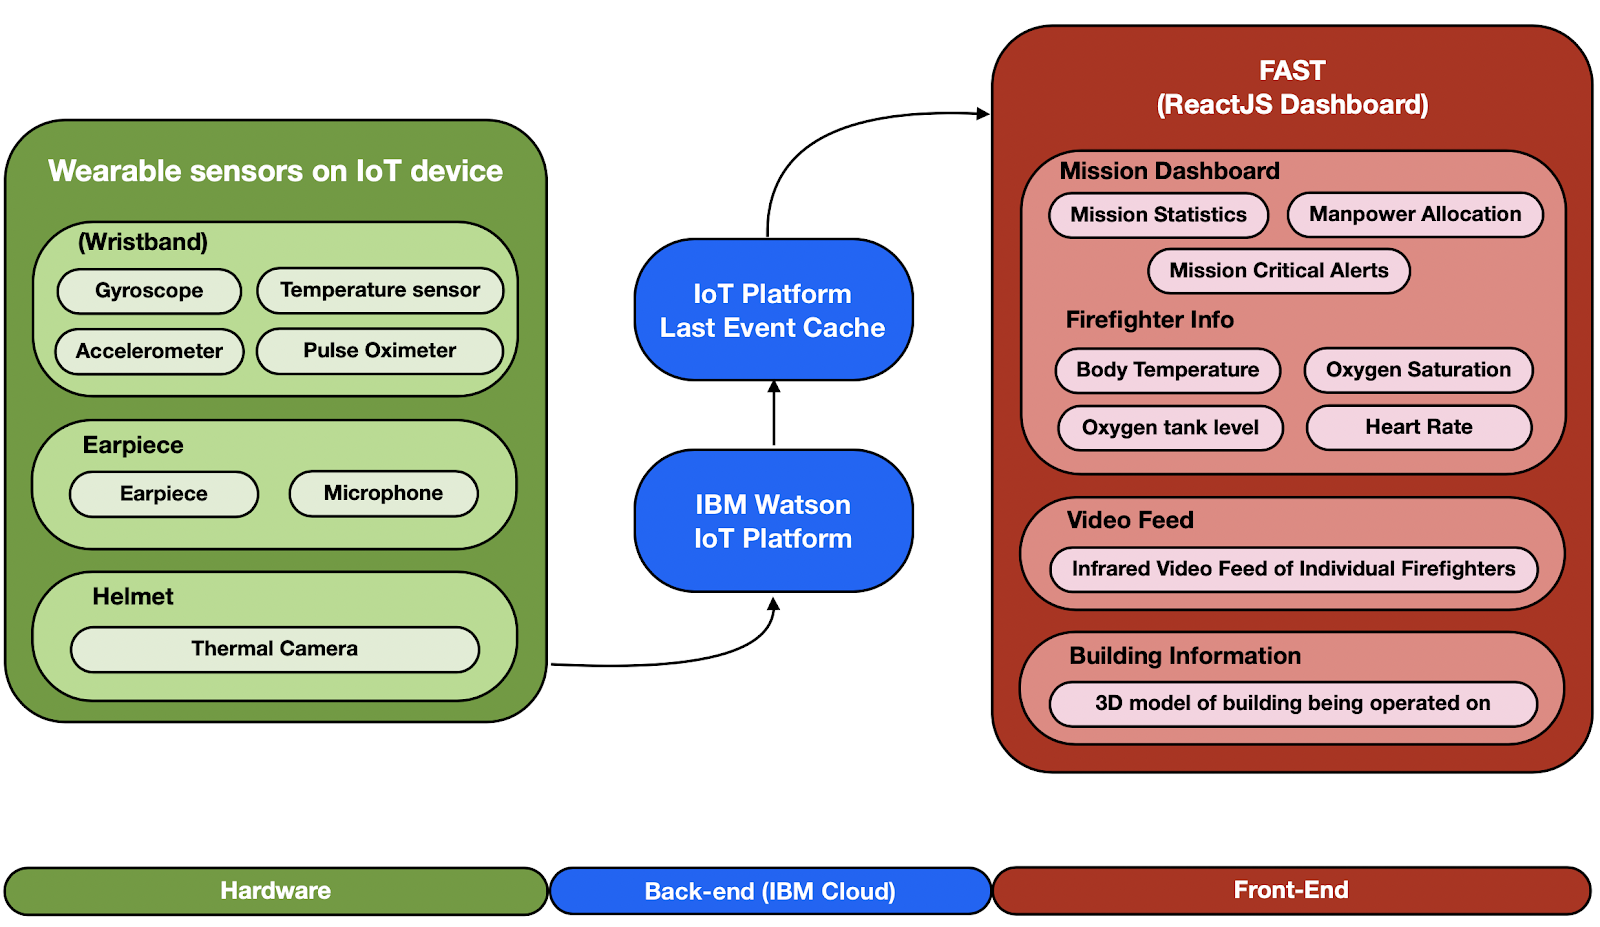 Wearable sensors on IoT device
(Wristband)
Gyroscope
Temperature sensor
Accelerometer
Pulse Oximeter
Earpiece
Earpiece
Microphone
Helmet
Thermal Camera
IoT Platform
Last Event Cache
IBM Watson
IoT Platform
FAST
(ReactJS Dashboard)
Mission Dashboard
Mission Statistics
Manpower Allocation
Mission Critical Alerts
Firefighter Info
Body Temperature
Oxygen Saturation
Oxygen tank level
Heart Rate
Video Feed
Infrared Video Feed of Individual Firefighters
Building Information
3D model of building being operated on
Hardware
Back-end (IBM Cloud)
Front-End